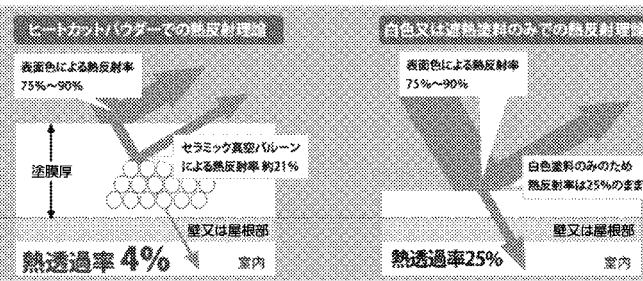 ヒートカットパウダーでの熱反射理論
表面色による熱反射率
75%～90%
セラミック真空バルーン
による熱反射率 約21%
塗膜厚
壁又は屋根部
熱透過率 4%
室内
白色又は遮熱塗料のみでの熱反射理論
表面色による熱反射率
75%～90%
白色塗料のみのため
熱反射率は25%のまま
壁又は屋根部
熱透過率25%
室内